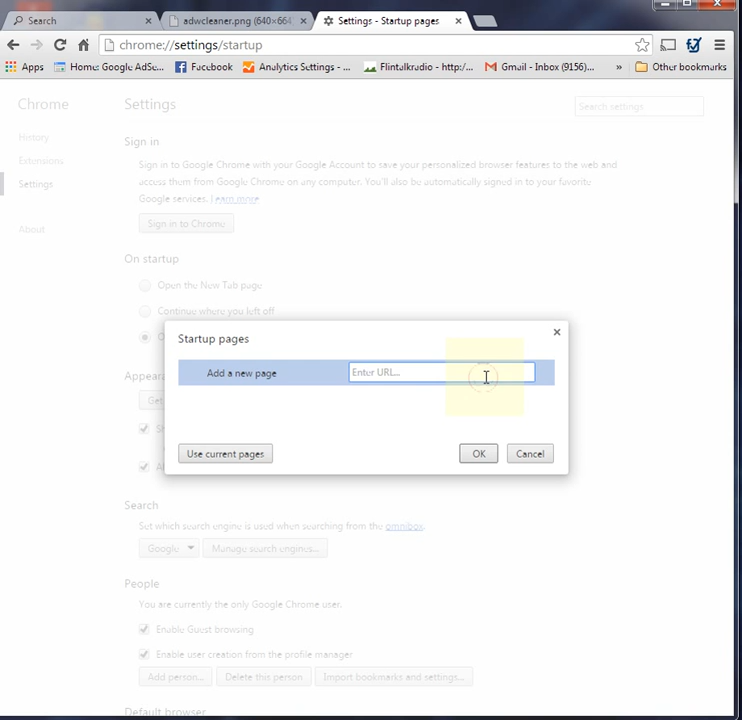 Search
adwcleaner.png (640×664
Settings - Startup pages
chrome://settings/startup
Apps
Home: Google AdSe...
Facebook
Analytics Settings - ...
Flintalkradio - http:/...
Gmail - Inbox (9156)...
»
Other bookmarks
Chrome
Settings
Search settings
History
Extensions
Settings
About
Sign in
Sign in to Google Chrome with your Google Account to save your personalized browser features to the web and
access them from Google Chrome on any computer. You'll also be automatically signed in to your favorite
Google services. Learn more
Sign in to Chrome
On startup
Open the New Tab page
Continue where you left off
Startup pages
Add a new page
Enter URL...
Use current pages
OK
Cancel
Search
Set which search engine is used when searching from the omnibox.
Google
Manage search engines...
People
You are currently the only Google Chrome user.
Enable Guest browsing
Enable user creation from the profile manager
Add person...
Delete this person
Import bookmarks and settings...
Default browser